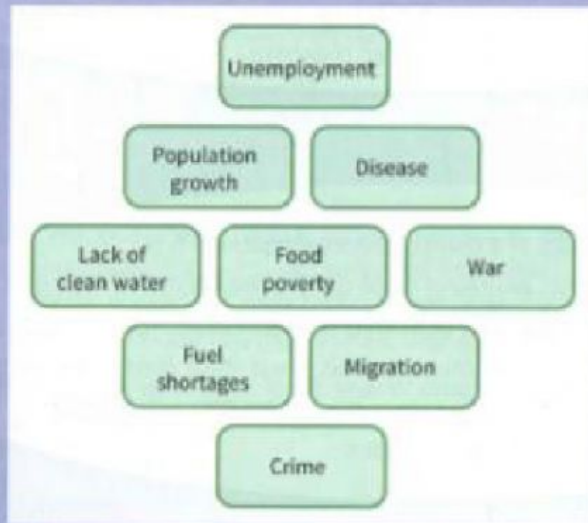 Unemployment
Population
growth
Disease
Lack of
clean water
Food
poverty
War
Fuel
shortages
Migration
Crime